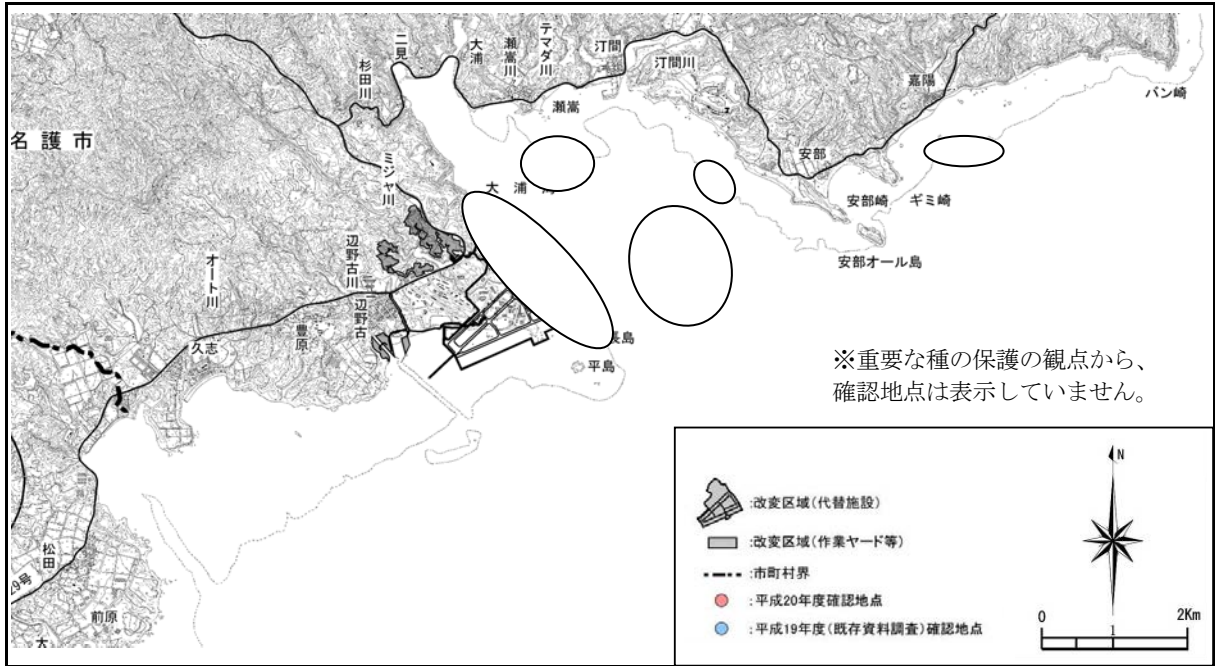 名護市
杉田川
二見
大浦
瀬嵩川
テマダ川
汀間
汀間川
瀬嵩
嘉陽
バン崎
安部
安部崎
ギミ崎
安部オール島
大浦
ミジャ川
辺野古川
辺野古
オート川
豊原
久志
長島
平島
松田
前原
29号
※重要な種の保護の観点から、
確認地点は表示していません。
:改変区域(代替施設)
:改変区域(作業ヤード等)
:市町村界
:平成20年度確認地点
:平成19年度(既存資料調査)確認地点
N
0 1 2Km